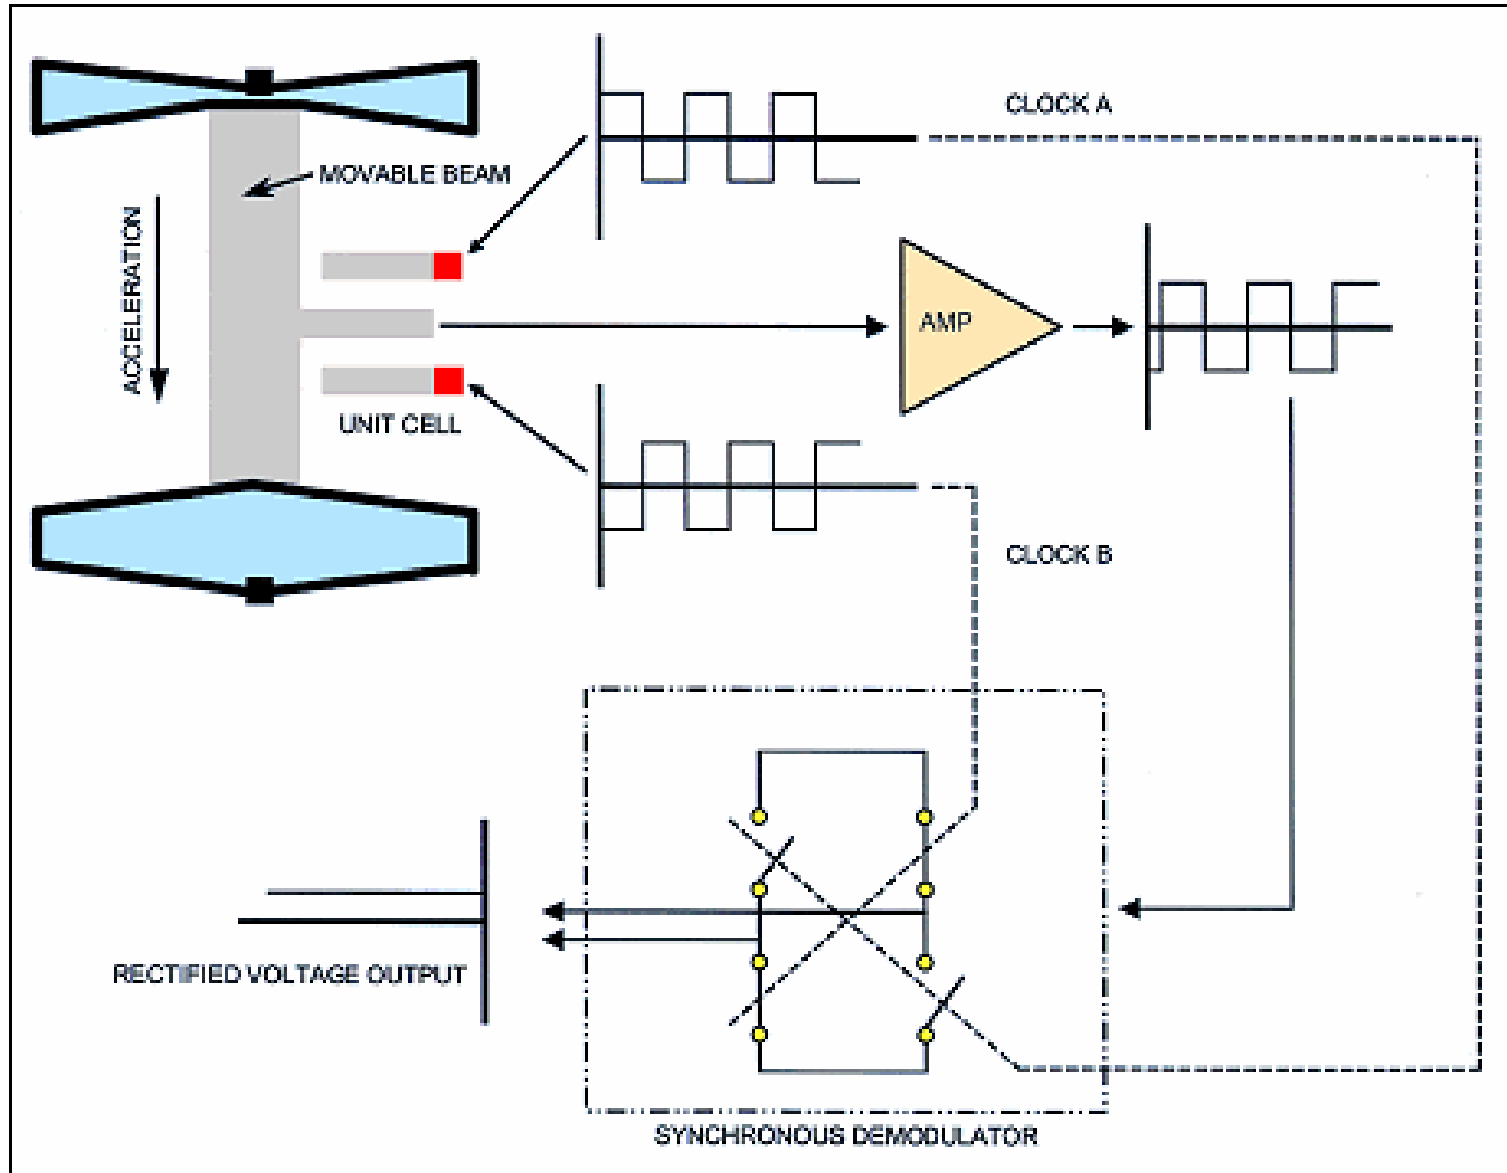 CLOCK A
MOVABLE BEAM
ACCELERATION
AMP
UNIT CELL
CLOCK B
RECTIFIED VOLTAGE OUTPUT
SYNCHRONOUS DEMODULATOR